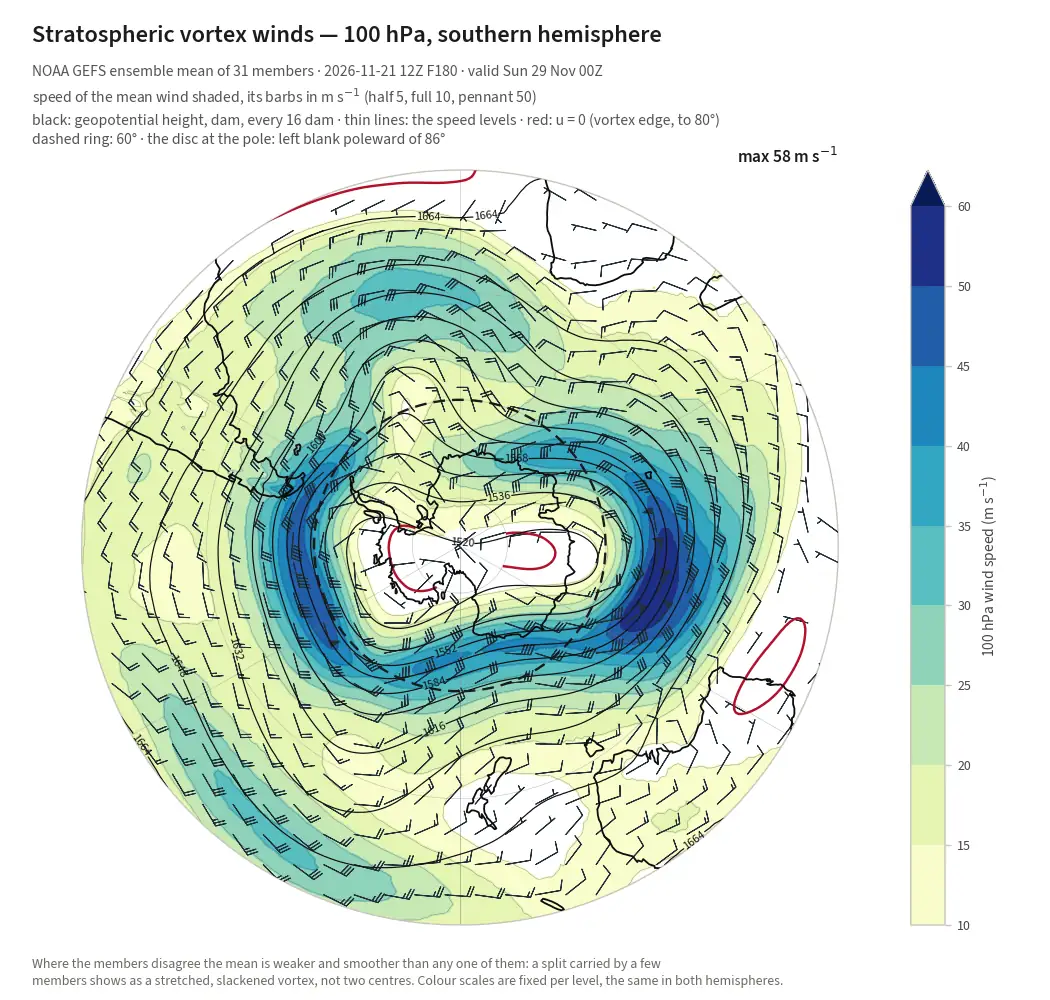 Stratospheric vortex winds — 100 hPa, southern hemisphere
NOAA GEFS ensemble mean of 31 members · 2026-11-21 12Z F180 · valid Sun 29 Nov 00Z
speed of the mean wind shaded, its barbs in m s⁻¹ (half 5, full 10, pennant 50)
black: geopotential height, dam, every 16 dam · thin lines: the speed levels · red: u = 0 (vortex edge, to 80°)
dashed ring: 60° · the disc at the pole: left blank poleward of 86°
max 58 m s⁻¹
1664
1664
1568
1536
1520
1552
1584
1616
1632
1648
1664
1664
60
50
45
40
35
30
25
20
15
10
100 hPa wind speed (m s⁻¹)
Where the members disagree the mean is weaker and smoother than any one of them: a split carried by a few
members shows as a stretched, slackened vortex, not two centres. Colour scales are fixed per level, the same in both hemispheres.